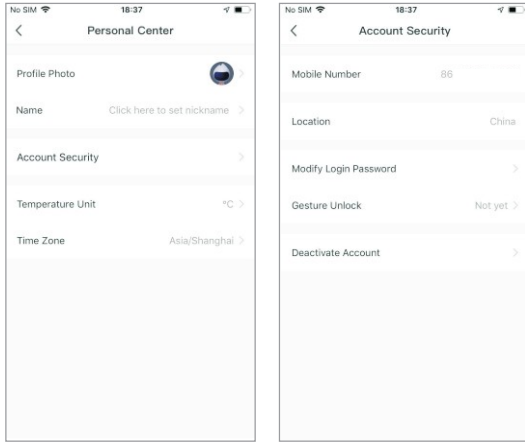 No SIM 18:37
Personal Center
Profile Photo
Name Click here to set nickname
Account Security
Temperature Unit °C
Time Zone Asia/Shanghai
No SIM 18:37
Account Security
Mobile Number 86
Location China
Modify Login Password
Gesture Unlock Not yet
Deactivate Account